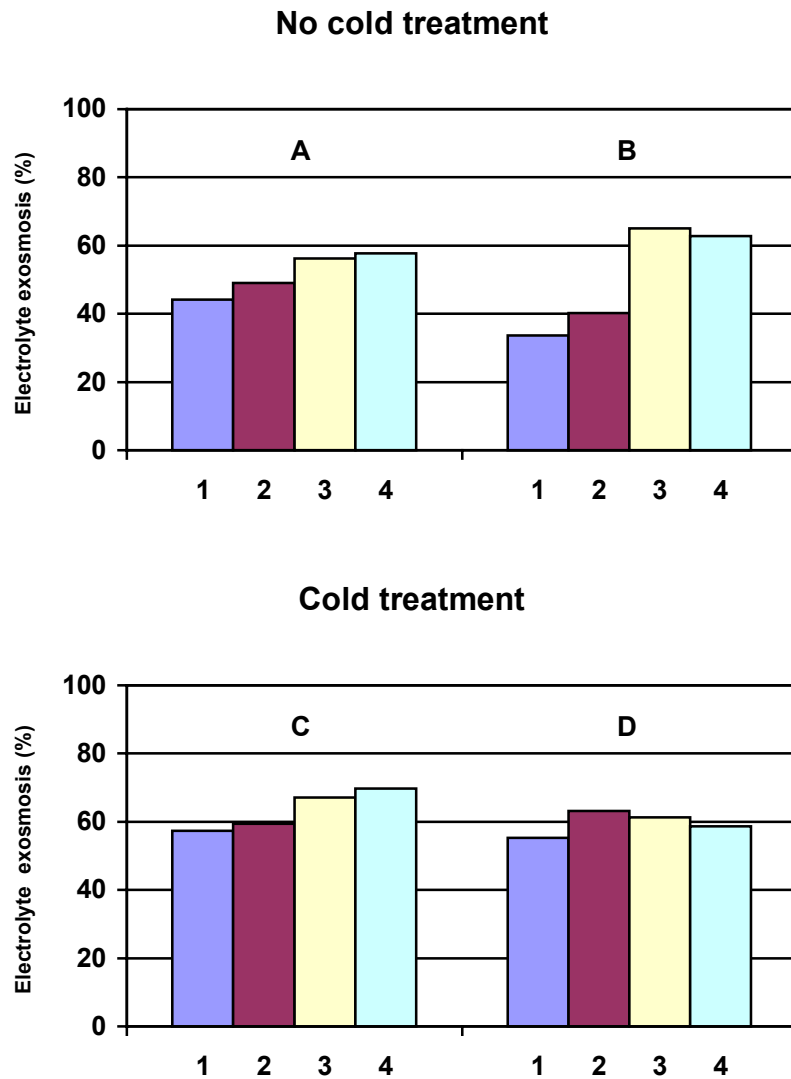 No cold treatment
Electrolyte exosmosis (%)
100
80
60
40
20
0
A
B
1 2 3 4 1 2 3 4
Cold treatment
Electrolyte exosmosis (%)
100
80
60
40
20
0
C
D
1 2 3 4 1 2 3 4